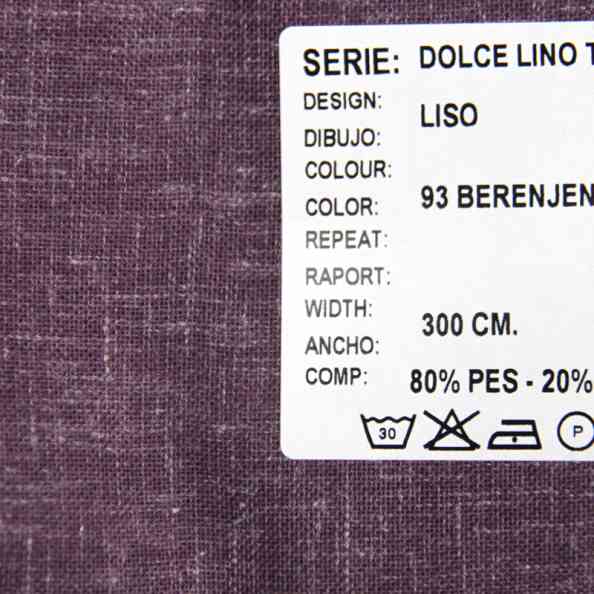 SERIE: DOLCE LINO T
DESIGN:
DIBUJO: LISO
COLOUR:
COLOR: 93 BERENJEN
REPEAT:
RAPORT:
WIDTH:
ANCHO: 300 CM.
COMP: 80% PES - 20%
30 P